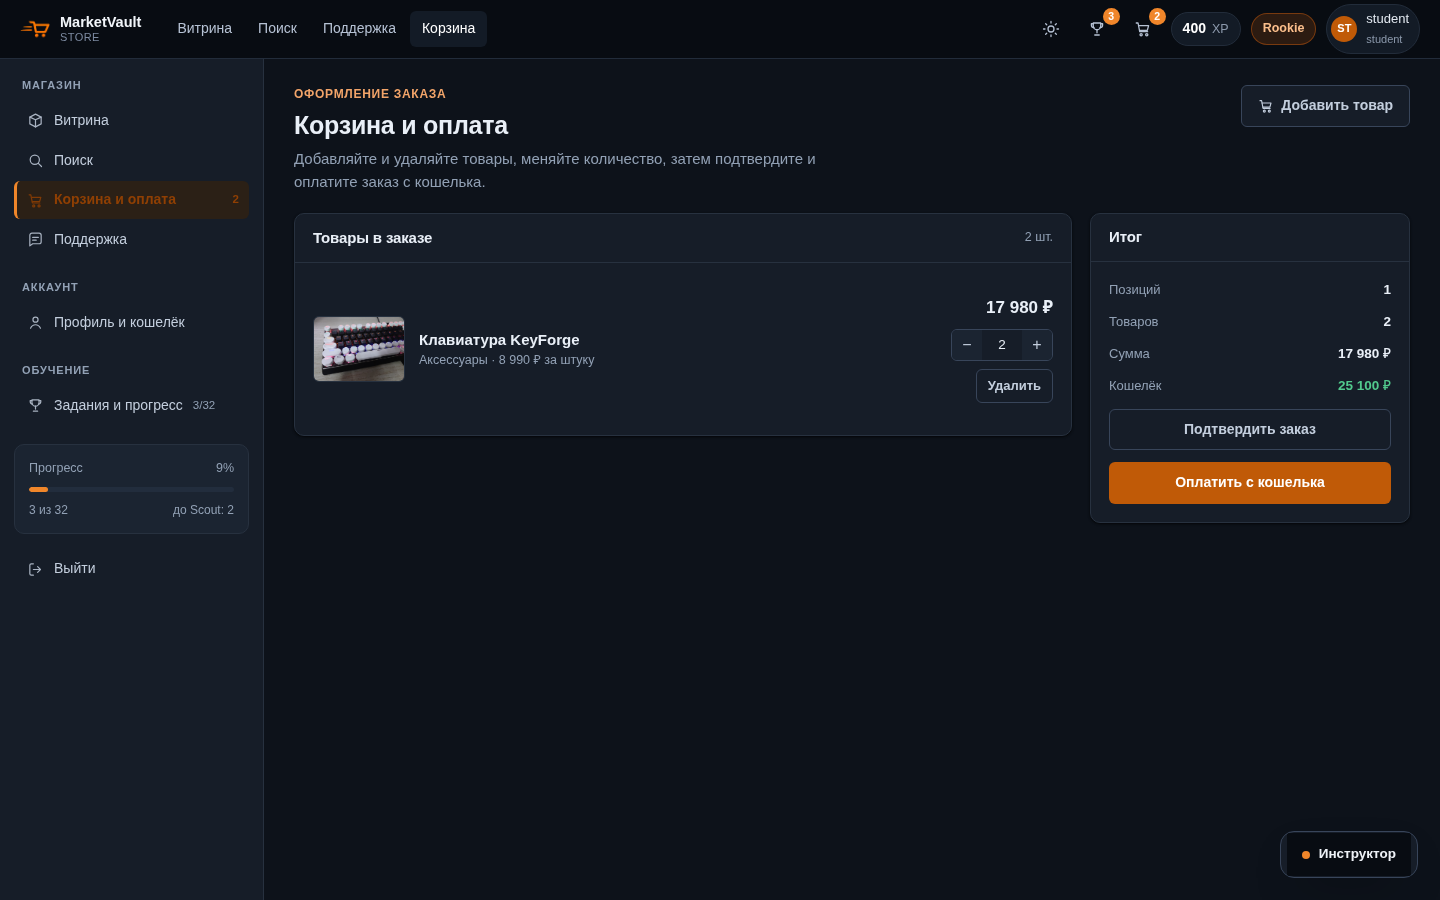 MarketVault
STORE
Витрина
Поиск
Поддержка
Корзина
3
2
400 XP
Rookie
ST
student
student
МАГАЗИН
Витрина
Поиск
Корзина и оплата 2
Поддержка
АККАУНТ
Профиль и кошелёк
ОБУЧЕНИЕ
Задания и прогресс 3/32
Прогресс 9%
3 из 32 до Scout: 2
Выйти
ОФОРМЛЕНИЕ ЗАКАЗА
Корзина и оплата
Добавляйте и удаляйте товары, меняйте количество, затем подтвердите и
оплатите заказ с кошелька.
Добавить товар
Товары в заказе 2 шт.
Клавиатура KeyForge
Аксессуары · 8 990 ₽ за штуку
17 980 ₽
− 2 +
Удалить
Итог
Позиций 1
Товаров 2
Сумма 17 980 ₽
Кошелёк 25 100 ₽
Подтвердить заказ
Оплатить с кошелька
Инструктор